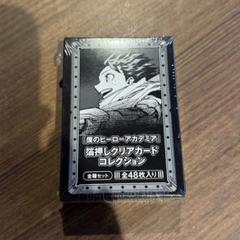 僕のヒーローアカデミア
箔押しクリアカード
コレクション
全種セット
全48枚入り